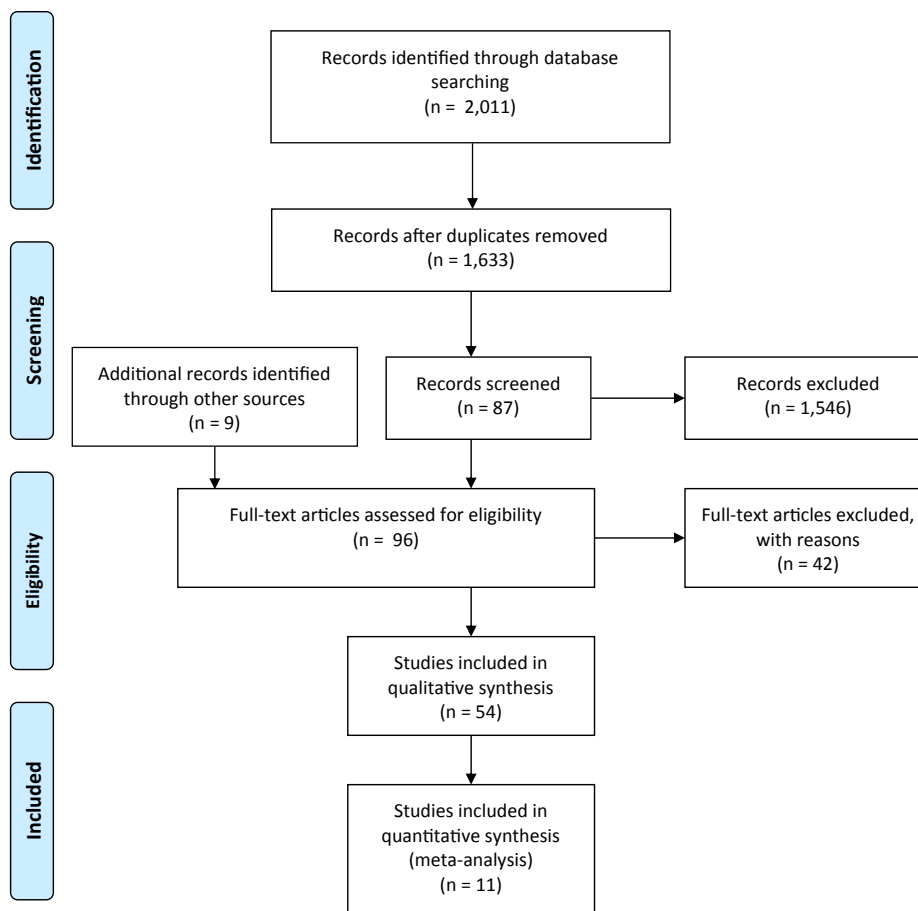 Identification
Records identified through database
searching
(n = 2,011)
Records after duplicates removed
(n = 1,633)
Screening
Additional records identified
through other sources
(n = 9)
Records screened
(n = 87)
Records excluded
(n = 1,546)
Eligibility
Full-text articles assessed for eligibility
(n = 96)
Full-text articles excluded,
with reasons
(n = 42)
Studies included in
qualitative synthesis
(n = 54)
Included
Studies included in
quantitative synthesis
(meta-analysis)
(n = 11)